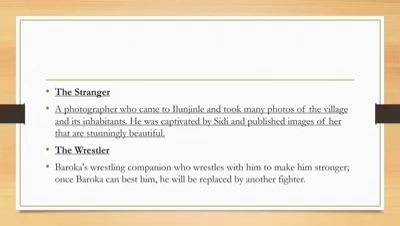 The Stranger
A photographer who came to Ilunjinle and took many photos of the village
and its inhabitants. He was captivated by Sidi and published images of her
that are stunningly beautiful.
The Wrestler
Baroka's wrestling companion who wrestles with him to make him stronger;
once Baroka can best him, he will be replaced by another fighter.